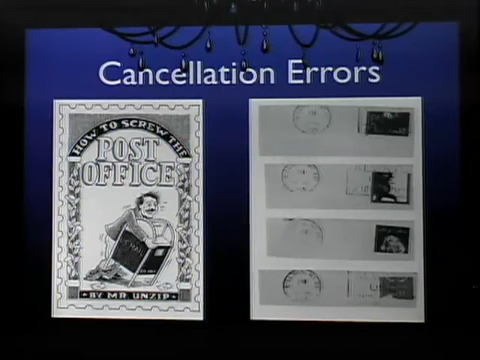 Cancellation Errors
HOW TO SCREW THE
POST
OFFICE
BY MR. UNZIP